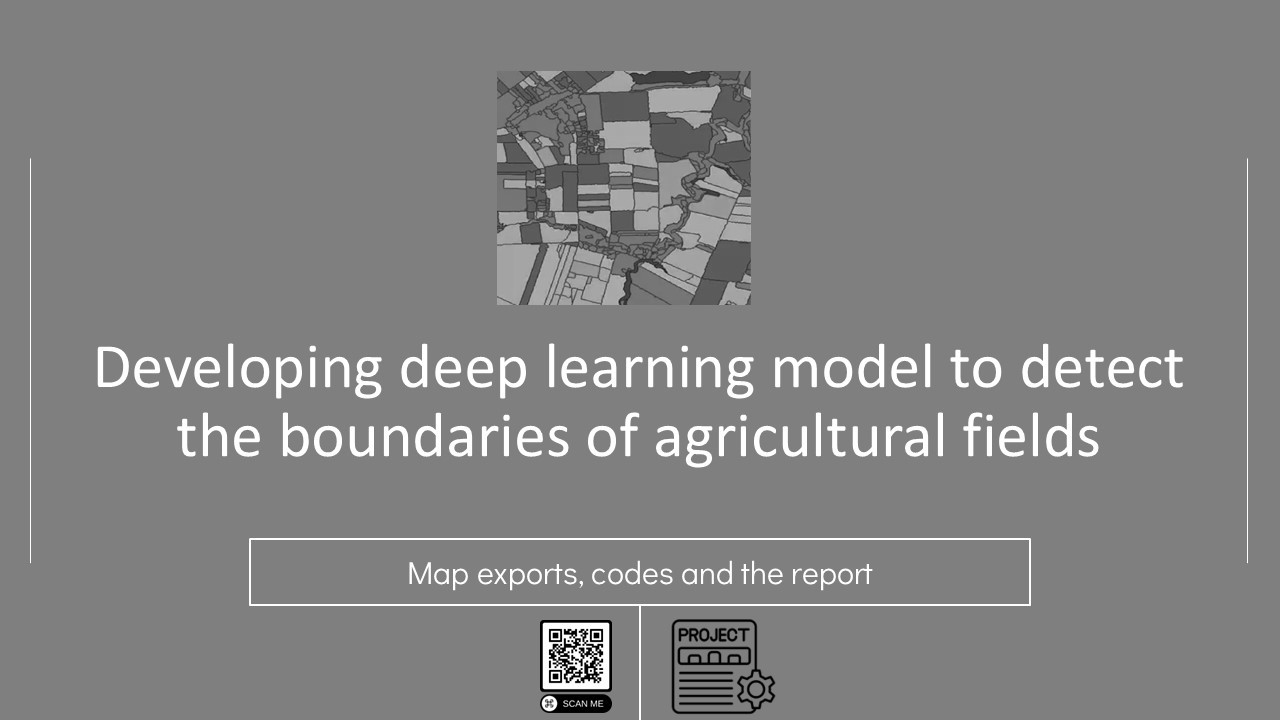 Developing deep learning model to detect
the boundaries of agricultural fields
Map exports, codes and the report
SCAN ME
PROJECT